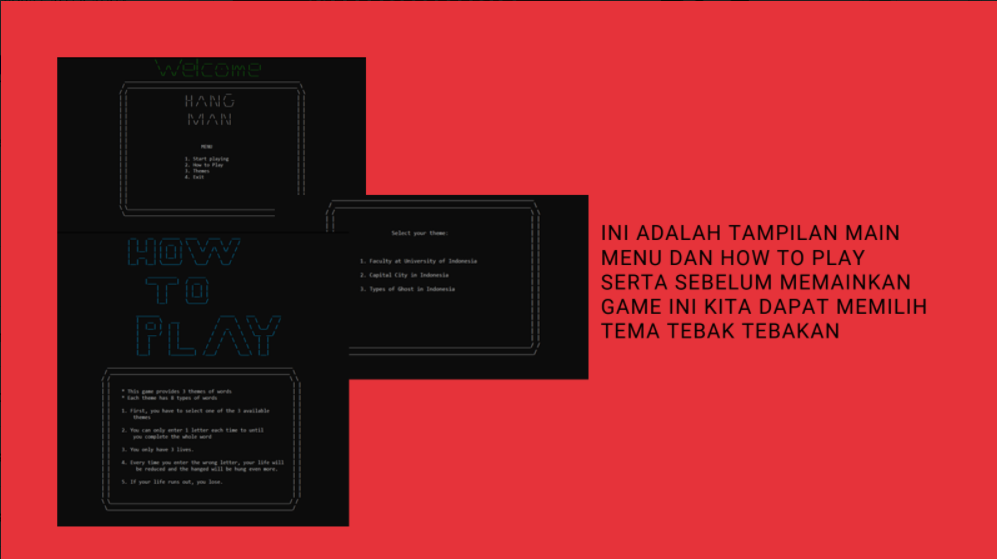 Welcome
HANG
MAN
MENU
1. Start playing
2. How to Play
3. Themes
4. Exit
HOW
TO
PLAY
* This game provides 3 themes of words
* Each theme has 8 types of words
1. First, you have to select one of the 3 available
themes
2. You can only enter 1 letter each time to until
you complete the whole word
3. You only have 3 lives.
4. Every time you enter the wrong letter, your life will
be reduced and the hanged will be hung even more.
5. If your life runs out, you lose.
Select your theme:
1. Faculty at University of Indonesia
2. Capital City in Indonesia
3. Types of Ghost in Indonesia
INI ADALAH TAMPILAN MAIN
MENU DAN HOW TO PLAY
SERTA SEBELUM MEMAINKAN
GAME INI KITA DAPAT MEMILIH
TEMA TEBAK TEBAKAN